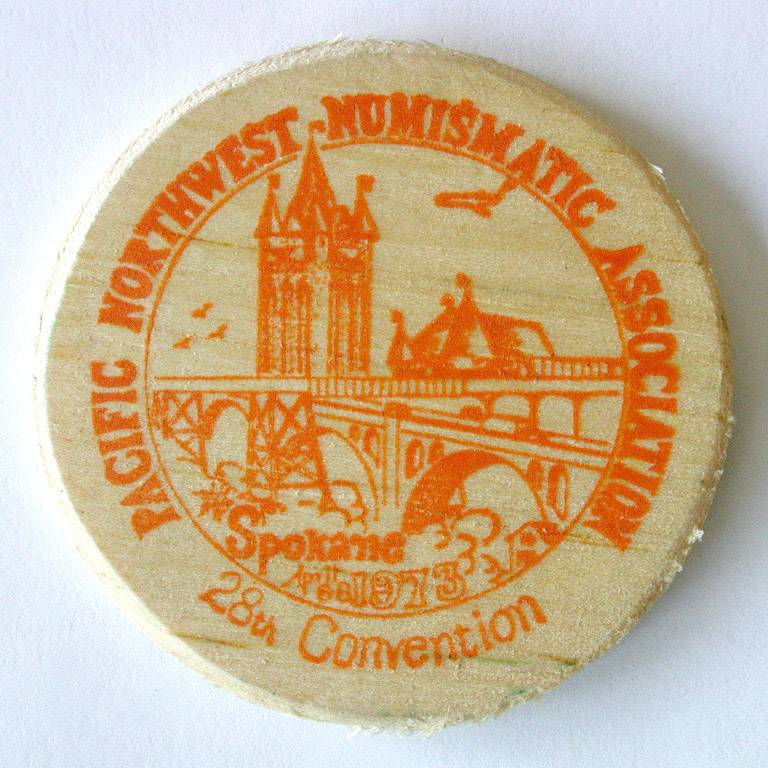 PACIFIC NORTHWEST NUMISMATIC ASSOCIATION
Spokane
1973
28th Convention